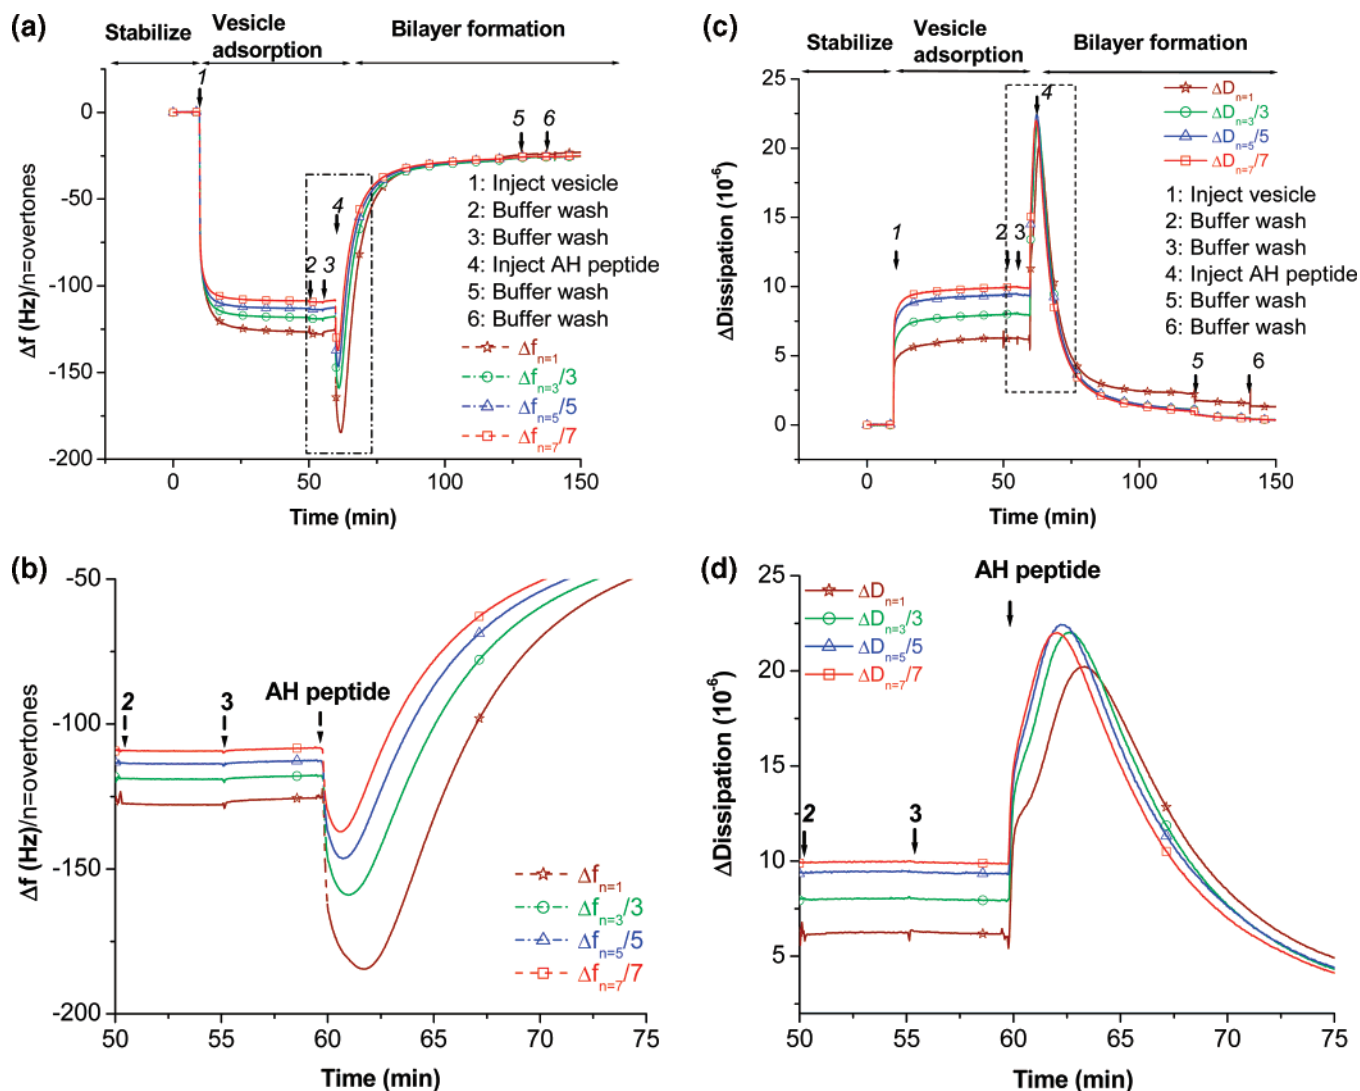 (a)
Stabilize
Vesicle
adsorption
Bilayer formation
0
-50
-100
-150
-200
Δf (Hz)/n=overtones
1
2
3
4
5
6
1: Inject vesicle
2: Buffer wash
3: Buffer wash
4: Inject AH peptide
5: Buffer wash
6: Buffer wash
Δf n=1
Δf n=3/3
Δf n=5/5
Δf n=7/7
0 50 100 150
Time (min)
(c)
Stabilize
Vesicle
adsorption
Bilayer formation
25
20
15
10
5
0
ΔDissipation (10-6)
1
2
3
4
5
6
ΔD n=1
ΔD n=3/3
ΔD n=5/5
ΔD n=7/7
1: Inject vesicle
2: Buffer wash
3: Buffer wash
4: Inject AH peptide
5: Buffer wash
6: Buffer wash
0 50 100 150
Time (min)
(b)
-50
-100
-150
-200
Δf (Hz)/n=overtones
2
3
AH peptide
Δf n=1
Δf n=3/3
Δf n=5/5
Δf n=7/7
50 55 60 65 70 75
Time (min)
(d)
AH peptide
25
20
15
10
5
ΔDissipation (10-6)
ΔD n=1
ΔD n=3/3
ΔD n=5/5
ΔD n=7/7
2
3
50 55 60 65 70 75
Time (min)